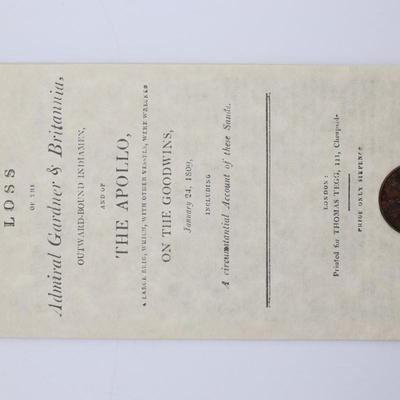 LOSS
OF THE
Admiral Gardner & Britannia,
OUTWARD-BOUND INDIAMEN,
AND OF
THE APOLLO,
A LARGE BRIG, WHICH, WITH OTHER VESSELS, WERE WRECKED
ON THE GOODWINS,
January 24, 1809,
INCLUDING
A circumstantial Account of these Sands.
LONDON:
Printed for THOMAS TEGG, 111, Cheapside
PRICE ONLY SIXPENCE